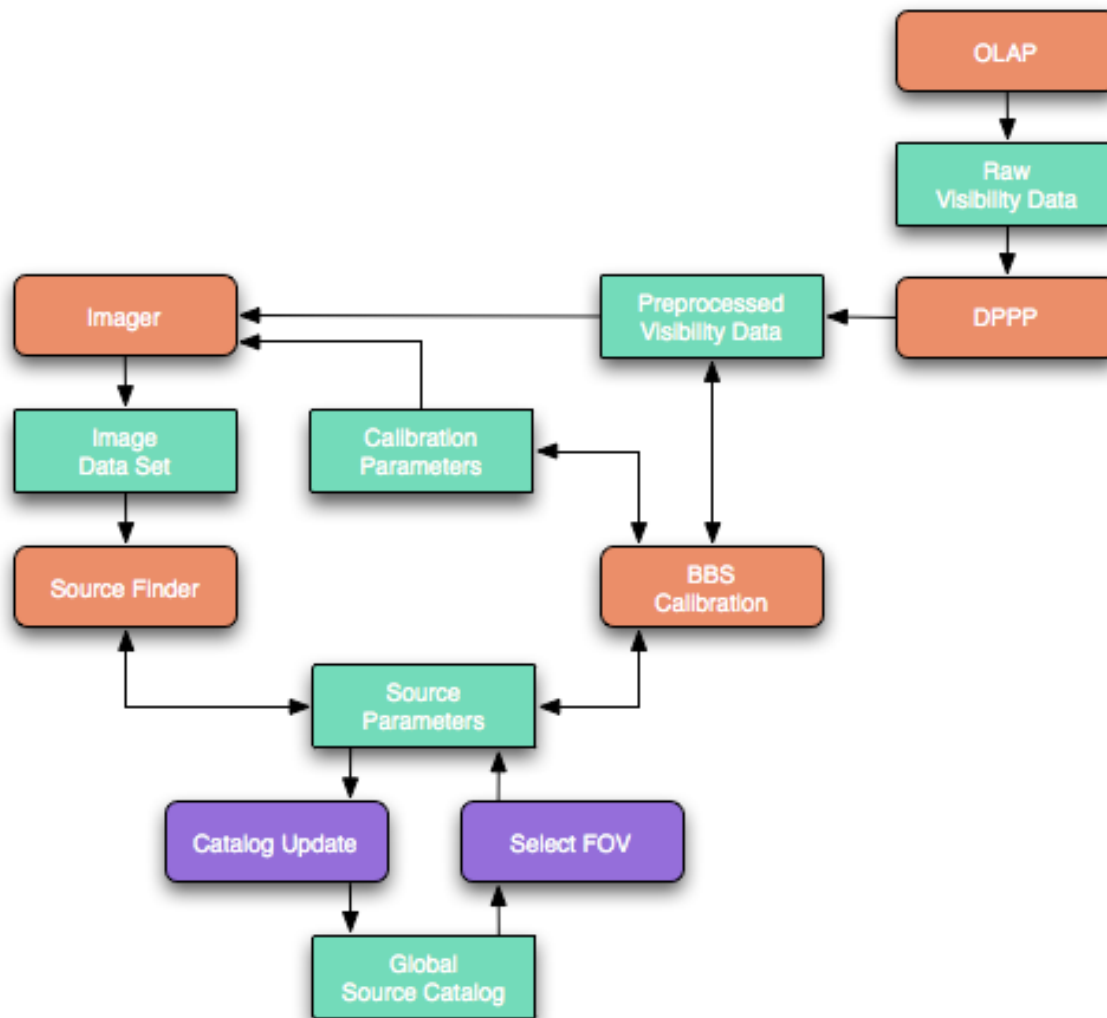 OLAP
Raw
Visibility Data
Imager
Preprocessed
Visibility Data
DPPP
Image
Data Set
Calibration
Parameters
Source Finder
BBS
Calibration
Source
Parameters
Catalog Update
Select FOV
Global
Source Catalog